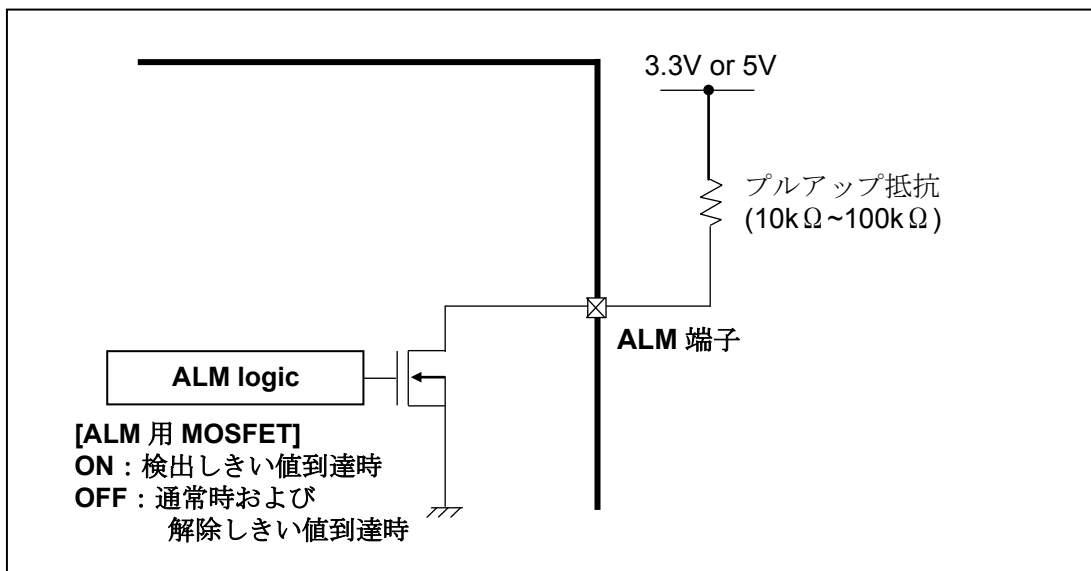 3.3V or 5V
プルアップ抵抗
(10kΩ~100kΩ)
ALM 端子
ALM logic
[ALM 用 MOSFET]
ON：検出しきい値到達時
OFF：通常時および
解除しきい値到達時